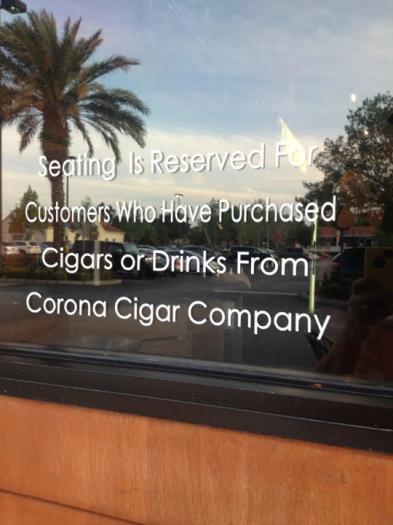 Seating Is Reserved For
Customers Who Have Purchased
Cigars or Drinks From
Corona Cigar Company